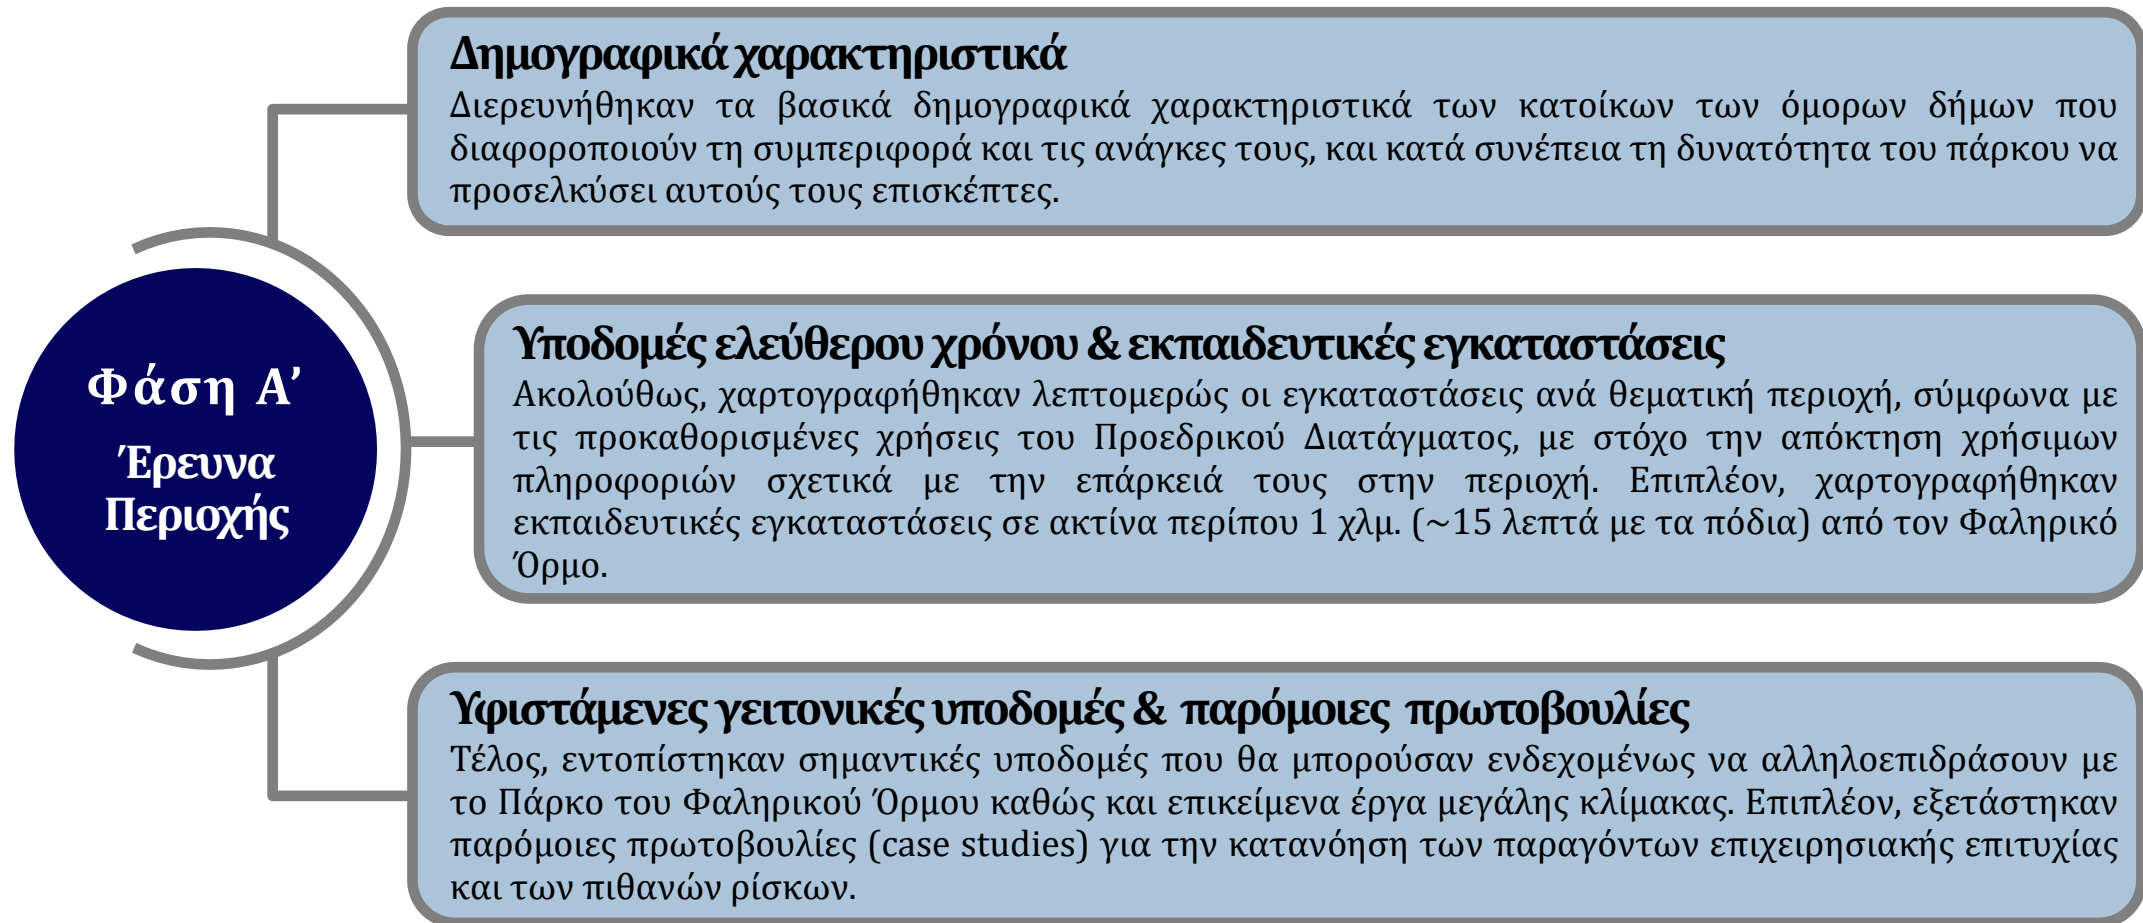 Φάση Α’
Έρευνα
Περιοχής
Δημογραφικά χαρακτηριστικά
Διερευνήθηκαν τα βασικά δημογραφικά χαρακτηριστικά των κατοίκων των όμορων δήμων που
διαφοροποιούν τη συμπεριφορά και τις ανάγκες τους, και κατά συνέπεια τη δυνατότητα του πάρκου να
προσελκύσει αυτούς τους επισκέπτες.
Υποδομές ελεύθερου χρόνου & εκπαιδευτικές εγκαταστάσεις
Ακολούθως, χαρτογραφήθηκαν λεπτομερώς οι εγκαταστάσεις ανά θεματική περιοχή, σύμφωνα με
τις προκαθορισμένες χρήσεις του Προεδρικού Διατάγματος, με στόχο την απόκτηση χρήσιμων
πληροφοριών σχετικά με την επάρκειά τους στην περιοχή. Επιπλέον, χαρτογραφήθηκαν
εκπαιδευτικές εγκαταστάσεις σε ακτίνα περίπου 1 χλμ. (~15 λεπτά με τα πόδια) από τον Φαληρικό
Όρμο.
Υφιστάμενες γειτονικές υποδομές & παρόμοιες πρωτοβουλίες
Τέλος, εντοπίστηκαν σημαντικές υποδομές που θα μπορούσαν ενδεχομένως να αλληλοεπιδράσουν με
το Πάρκο του Φαληρικού Όρμου καθώς και επικείμενα έργα μεγάλης κλίμακας. Επιπλέον, εξετάστηκαν
παρόμοιες πρωτοβουλίες (case studies) για την κατανόηση των παραγόντων επιχειρησιακής επιτυχίας
και των πιθανών ρίσκων.